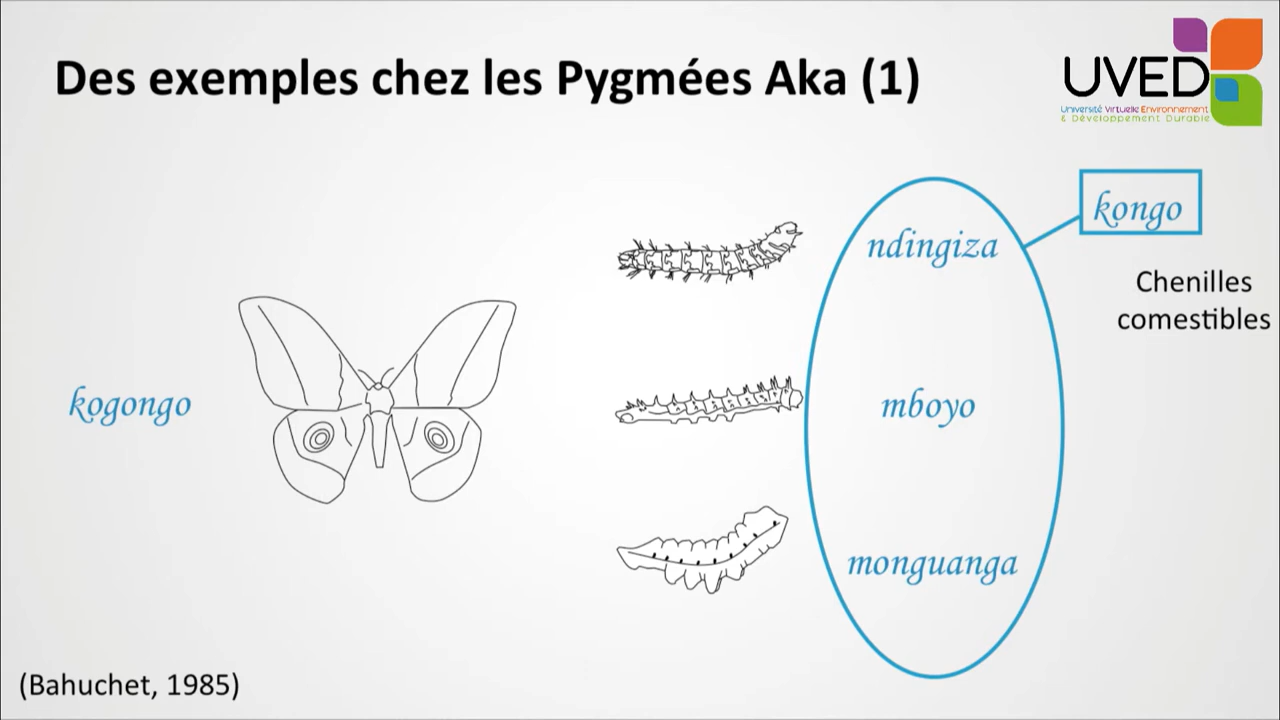 Des exemples chez les Pygmées Aka (1)
UVED
Université Virtuelle Environnement
& Développement Durable
kongo
ndingiza
Chenilles
comestibles
kogongo
mboyo
monguanga
(Bahuchet, 1985)